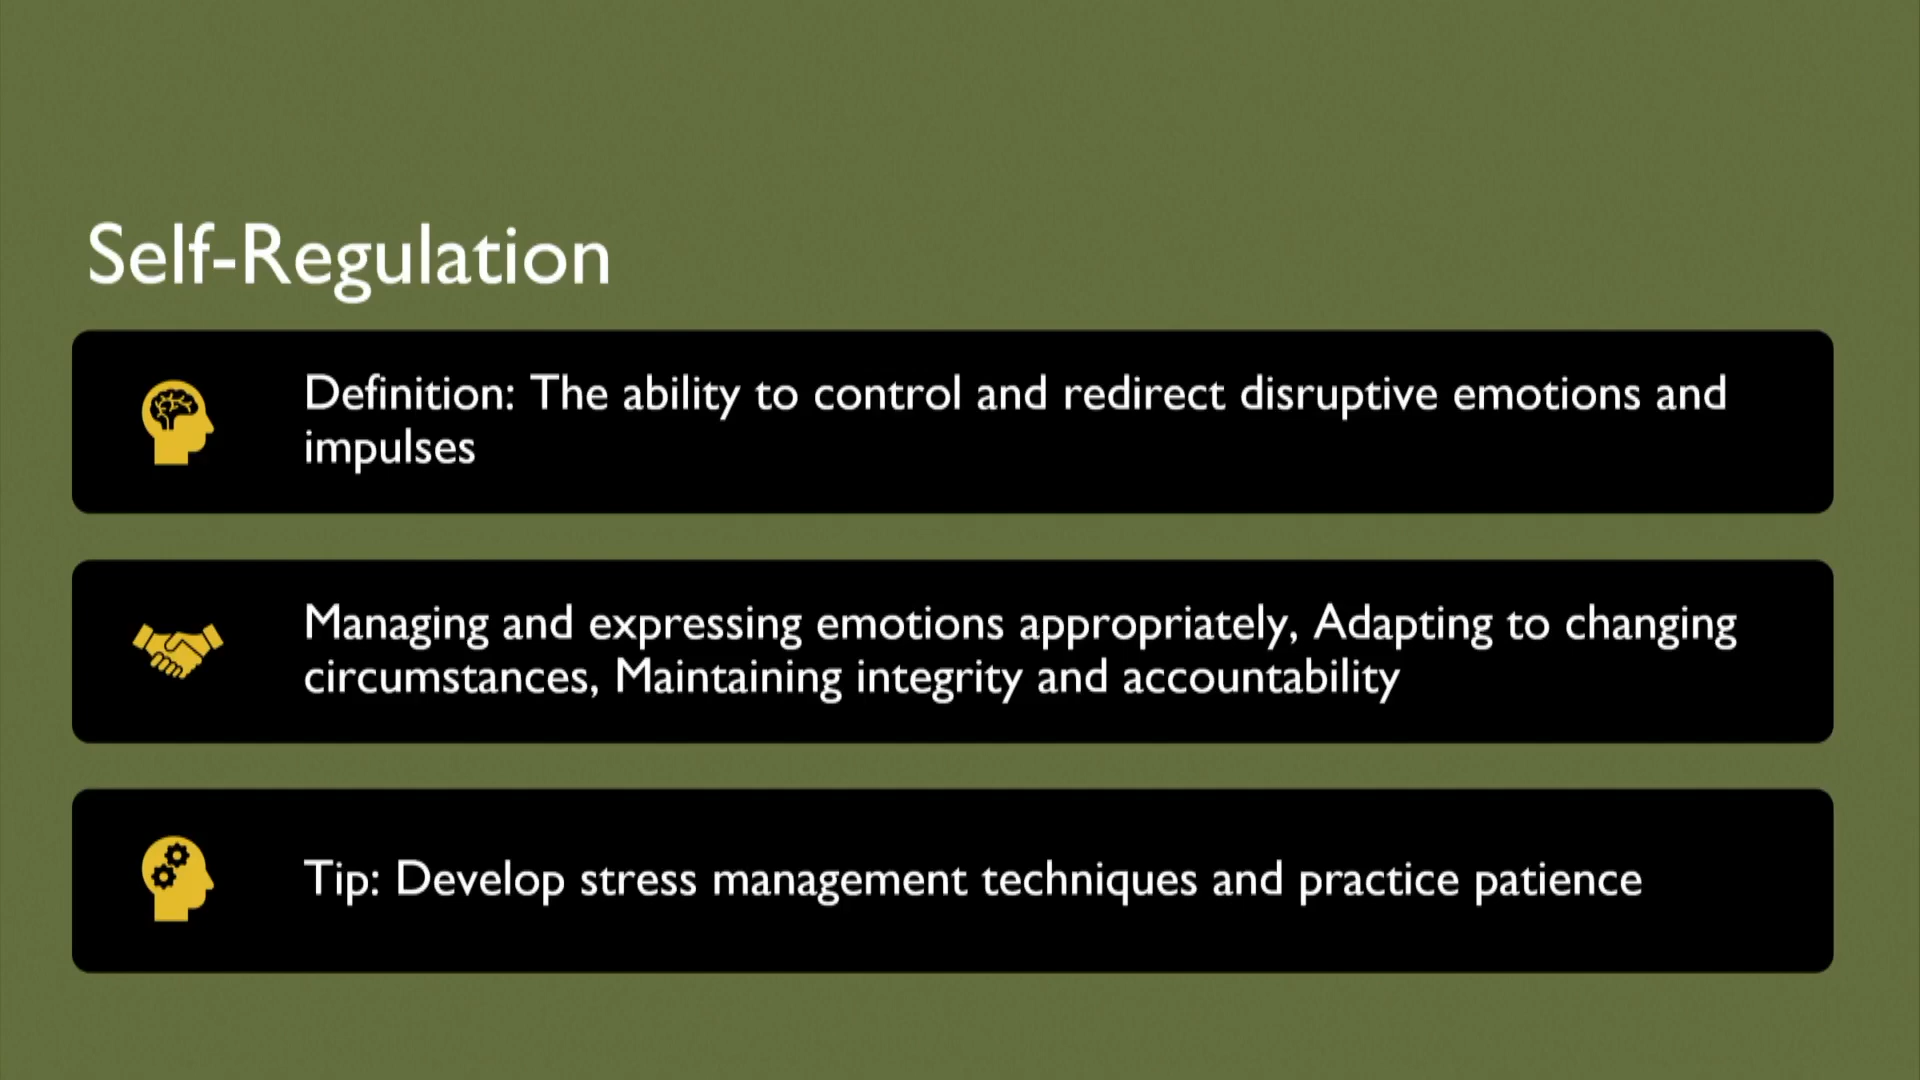 Self-Regulation
Definition: The ability to control and redirect disruptive emotions and
impulses
Managing and expressing emotions appropriately, Adapting to changing
circumstances, Maintaining integrity and accountability
Tip: Develop stress management techniques and practice patience